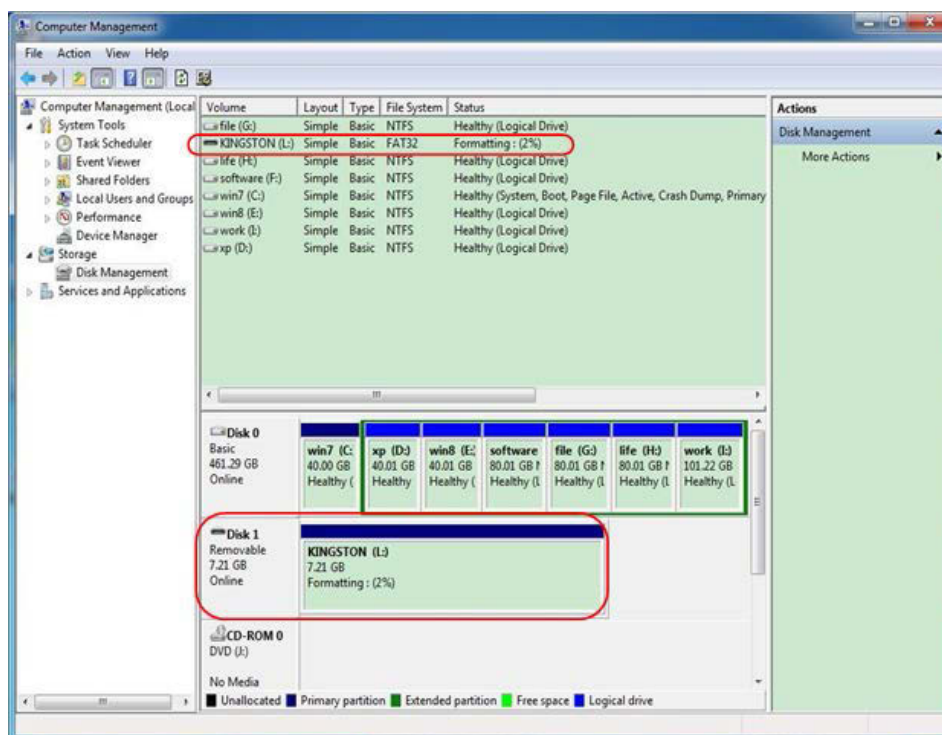 Computer Management
File Action View Help
Computer Management (Local
System Tools
Task Scheduler
Event Viewer
Shared Folders
Local Users and Groups
Performance
Device Manager
Storage
Disk Management
Services and Applications
Volume Layout Type File System Status
file (G:) Simple Basic NTFS Healthy (Logical Drive)
KINGSTON (L:) Simple Basic FAT32 Formatting : (2%)
life (H:) Simple Basic NTFS Healthy (Logical Drive)
software (F:) Simple Basic NTFS Healthy (Logical Drive)
win7 (C:) Simple Basic NTFS Healthy (System, Boot, Page File, Active, Crash Dump, Primary
win8 (E:) Simple Basic NTFS Healthy (Logical Drive)
work (I:) Simple Basic NTFS Healthy (Logical Drive)
xp (D:) Simple Basic NTFS Healthy (Logical Drive)
Disk 0
Basic
461.29 GB
Online
win7 (C:
40.00 GB
Healthy (
xp (D:)
40.01 GB
Healthy
win8 (E:
40.01 GB
Healthy (
software
80.01 GB N
Healthy (L
file (G:)
80.01 GB N
Healthy (L
life (H:)
80.01 GB N
Healthy (L
work (I:)
101.22 GB
Healthy (L
Disk 1
Removable
7.21 GB
Online
KINGSTON (L:)
7.21 GB
Formatting : (2%)
CD-ROM 0
DVD (J:)
No Media
Unallocated Primary partition Extended partition Free space Logical drive
Actions
Disk Management
More Actions